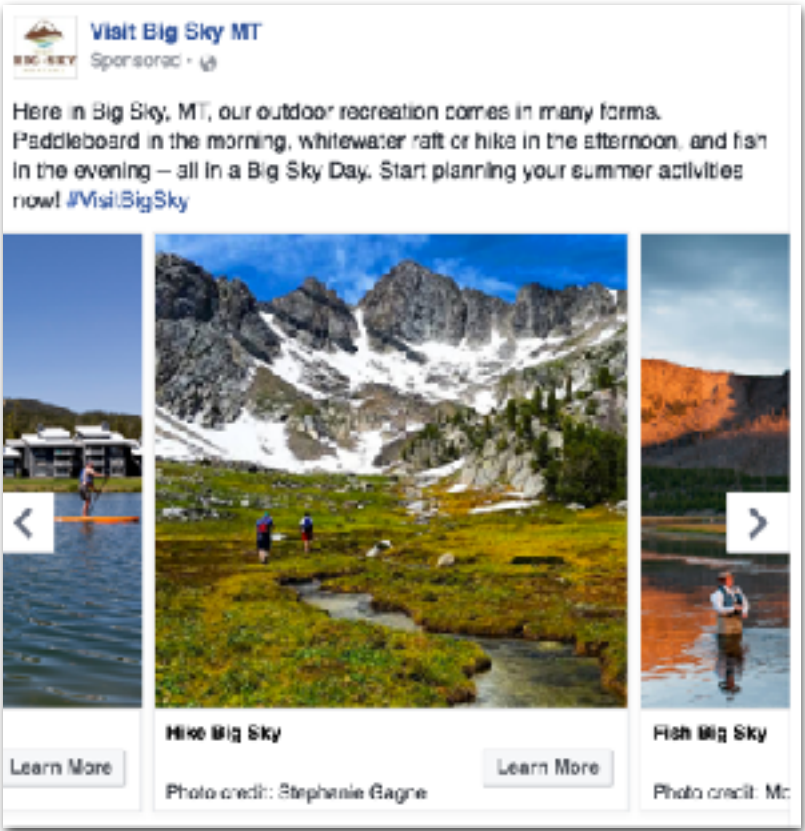 BIG SKY
Visit Big Sky MT
Sponsored ·
Here in Big Sky, MT, our outdoor recreation comes in many forms.
Paddleboard in the morning, whitewater raft or hike in the afternoon, and fish
in the evening – all in a Big Sky Day. Start planning your summer activities
now! #VisitBigSky
Hike Big Sky
Fish Big Sky
Learn More
Learn More
Photo credit: Stephanie Gagne
Photo credit: